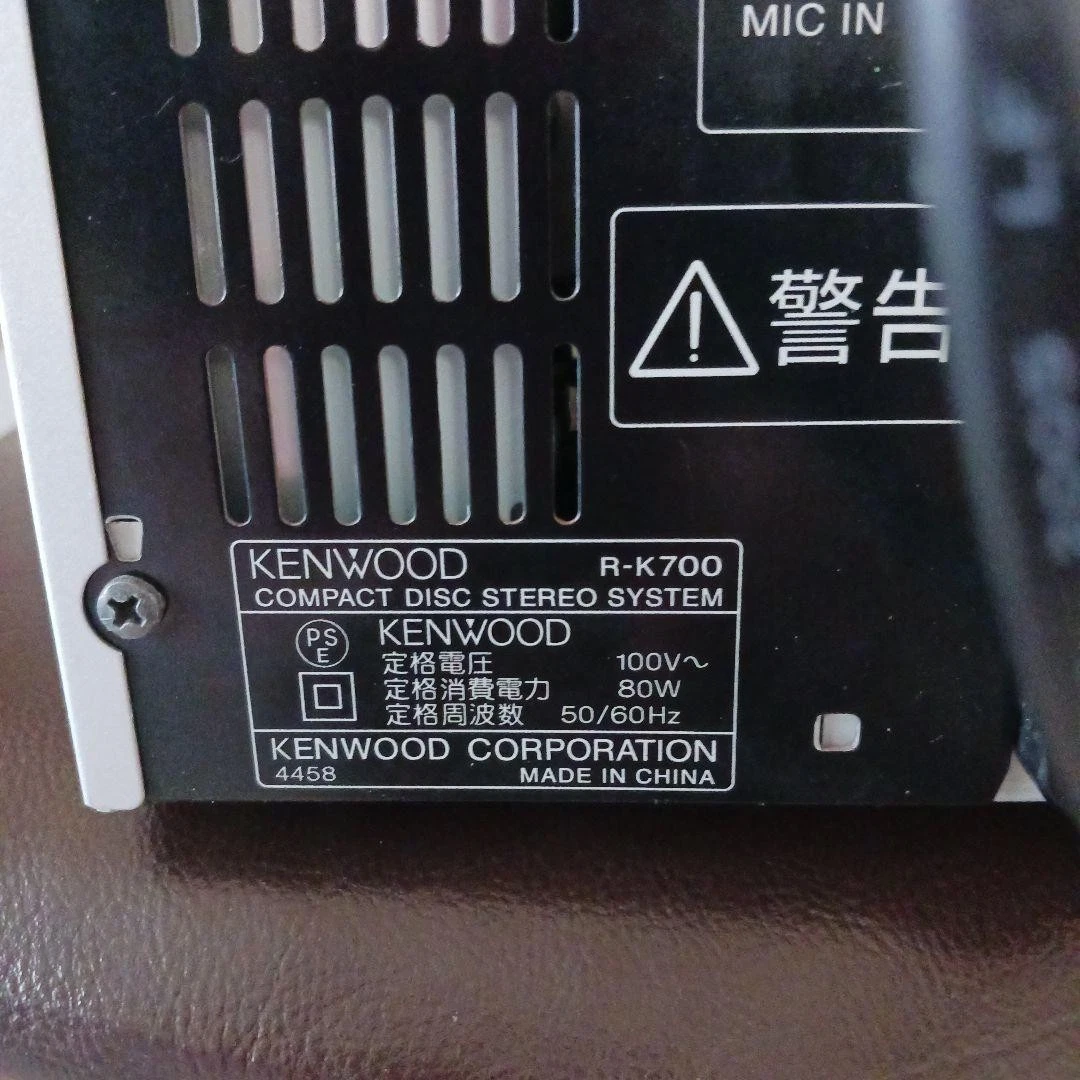 MIC IN
警告
KENWOOD R-K700
COMPACT DISC STEREO SYSTEM
PS
E
KENWOOD
定格電圧 100V～
定格消費電力 80W
定格周波数 50/60Hz
KENWOOD CORPORATION
4458 MADE IN CHINA